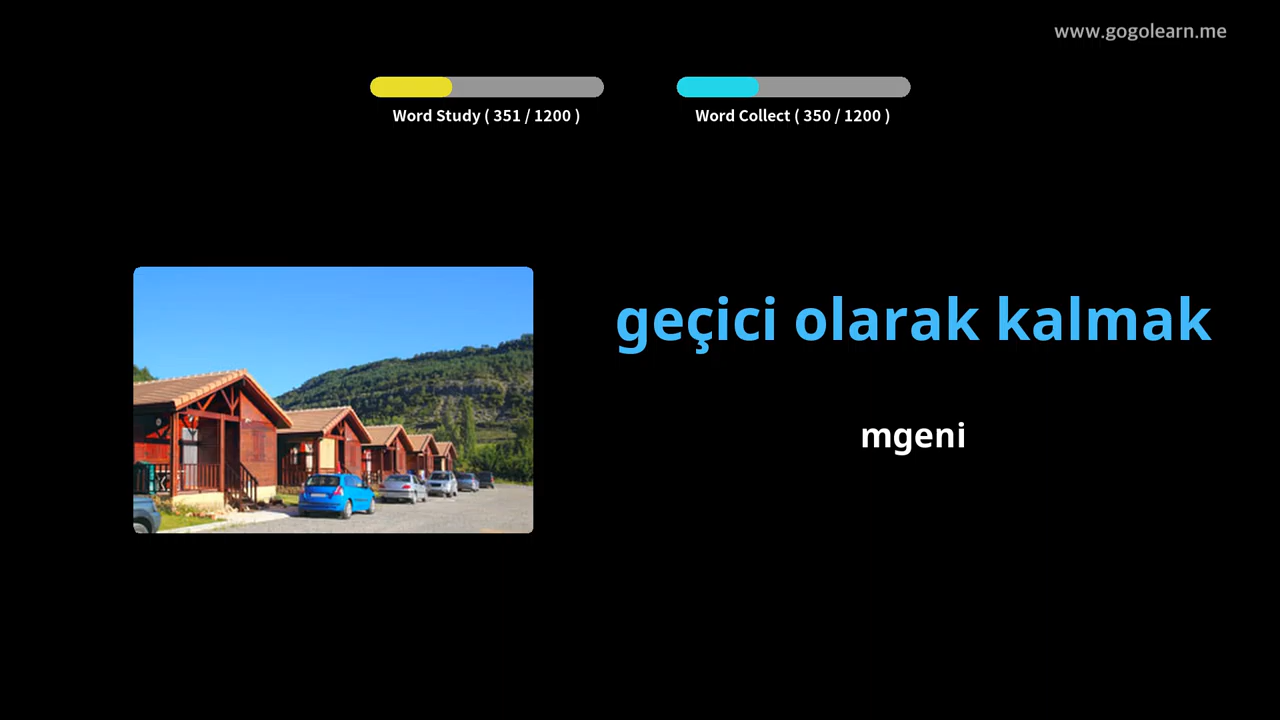 www.gogolearn.me
Word Study ( 351 / 1200 )
Word Collect ( 350 / 1200 )
geçici olarak kalmak
mgeni